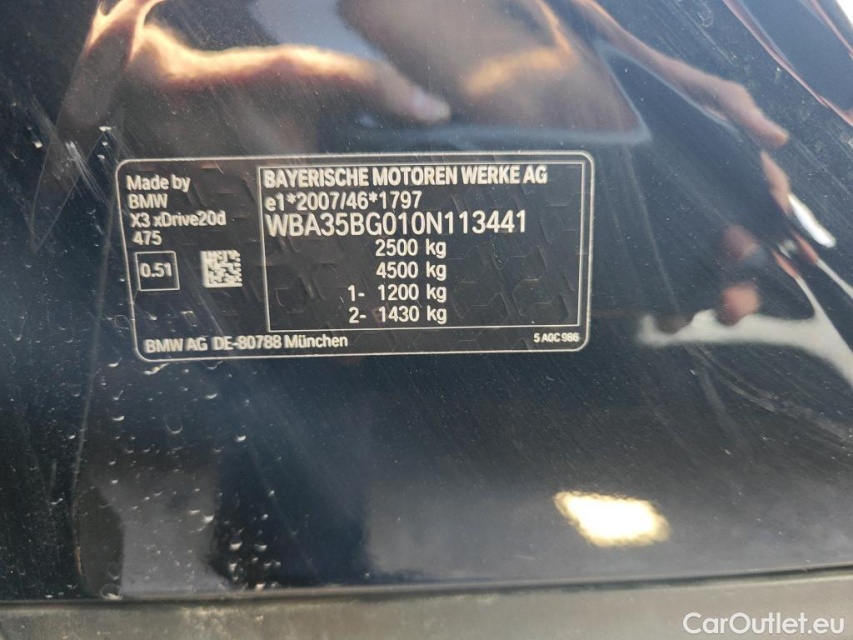 Made by
BMW
X3 xDrive20d
475
0.51
BAYERISCHE MOTOREN WERKE AG
e1*2007/46*1797
WBA35BG010N113441
2500 kg
4500 kg
1- 1200 kg
2- 1430 kg
BMW AG DE-80788 München
5 A0C 986
CarOutlet.eu